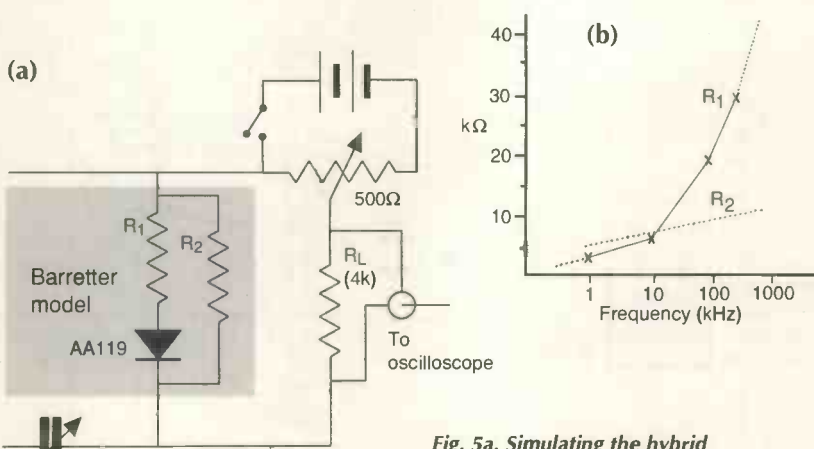 (a)
500Ω
R1
R2
Barretter
model
AA119
RL
(4k)
To
oscilloscope
(b)
40
30
kΩ
20
10
R1
R2
1
10
100
1000
Frequency (kHz)
Fig. 5a. Simulating the hybrid